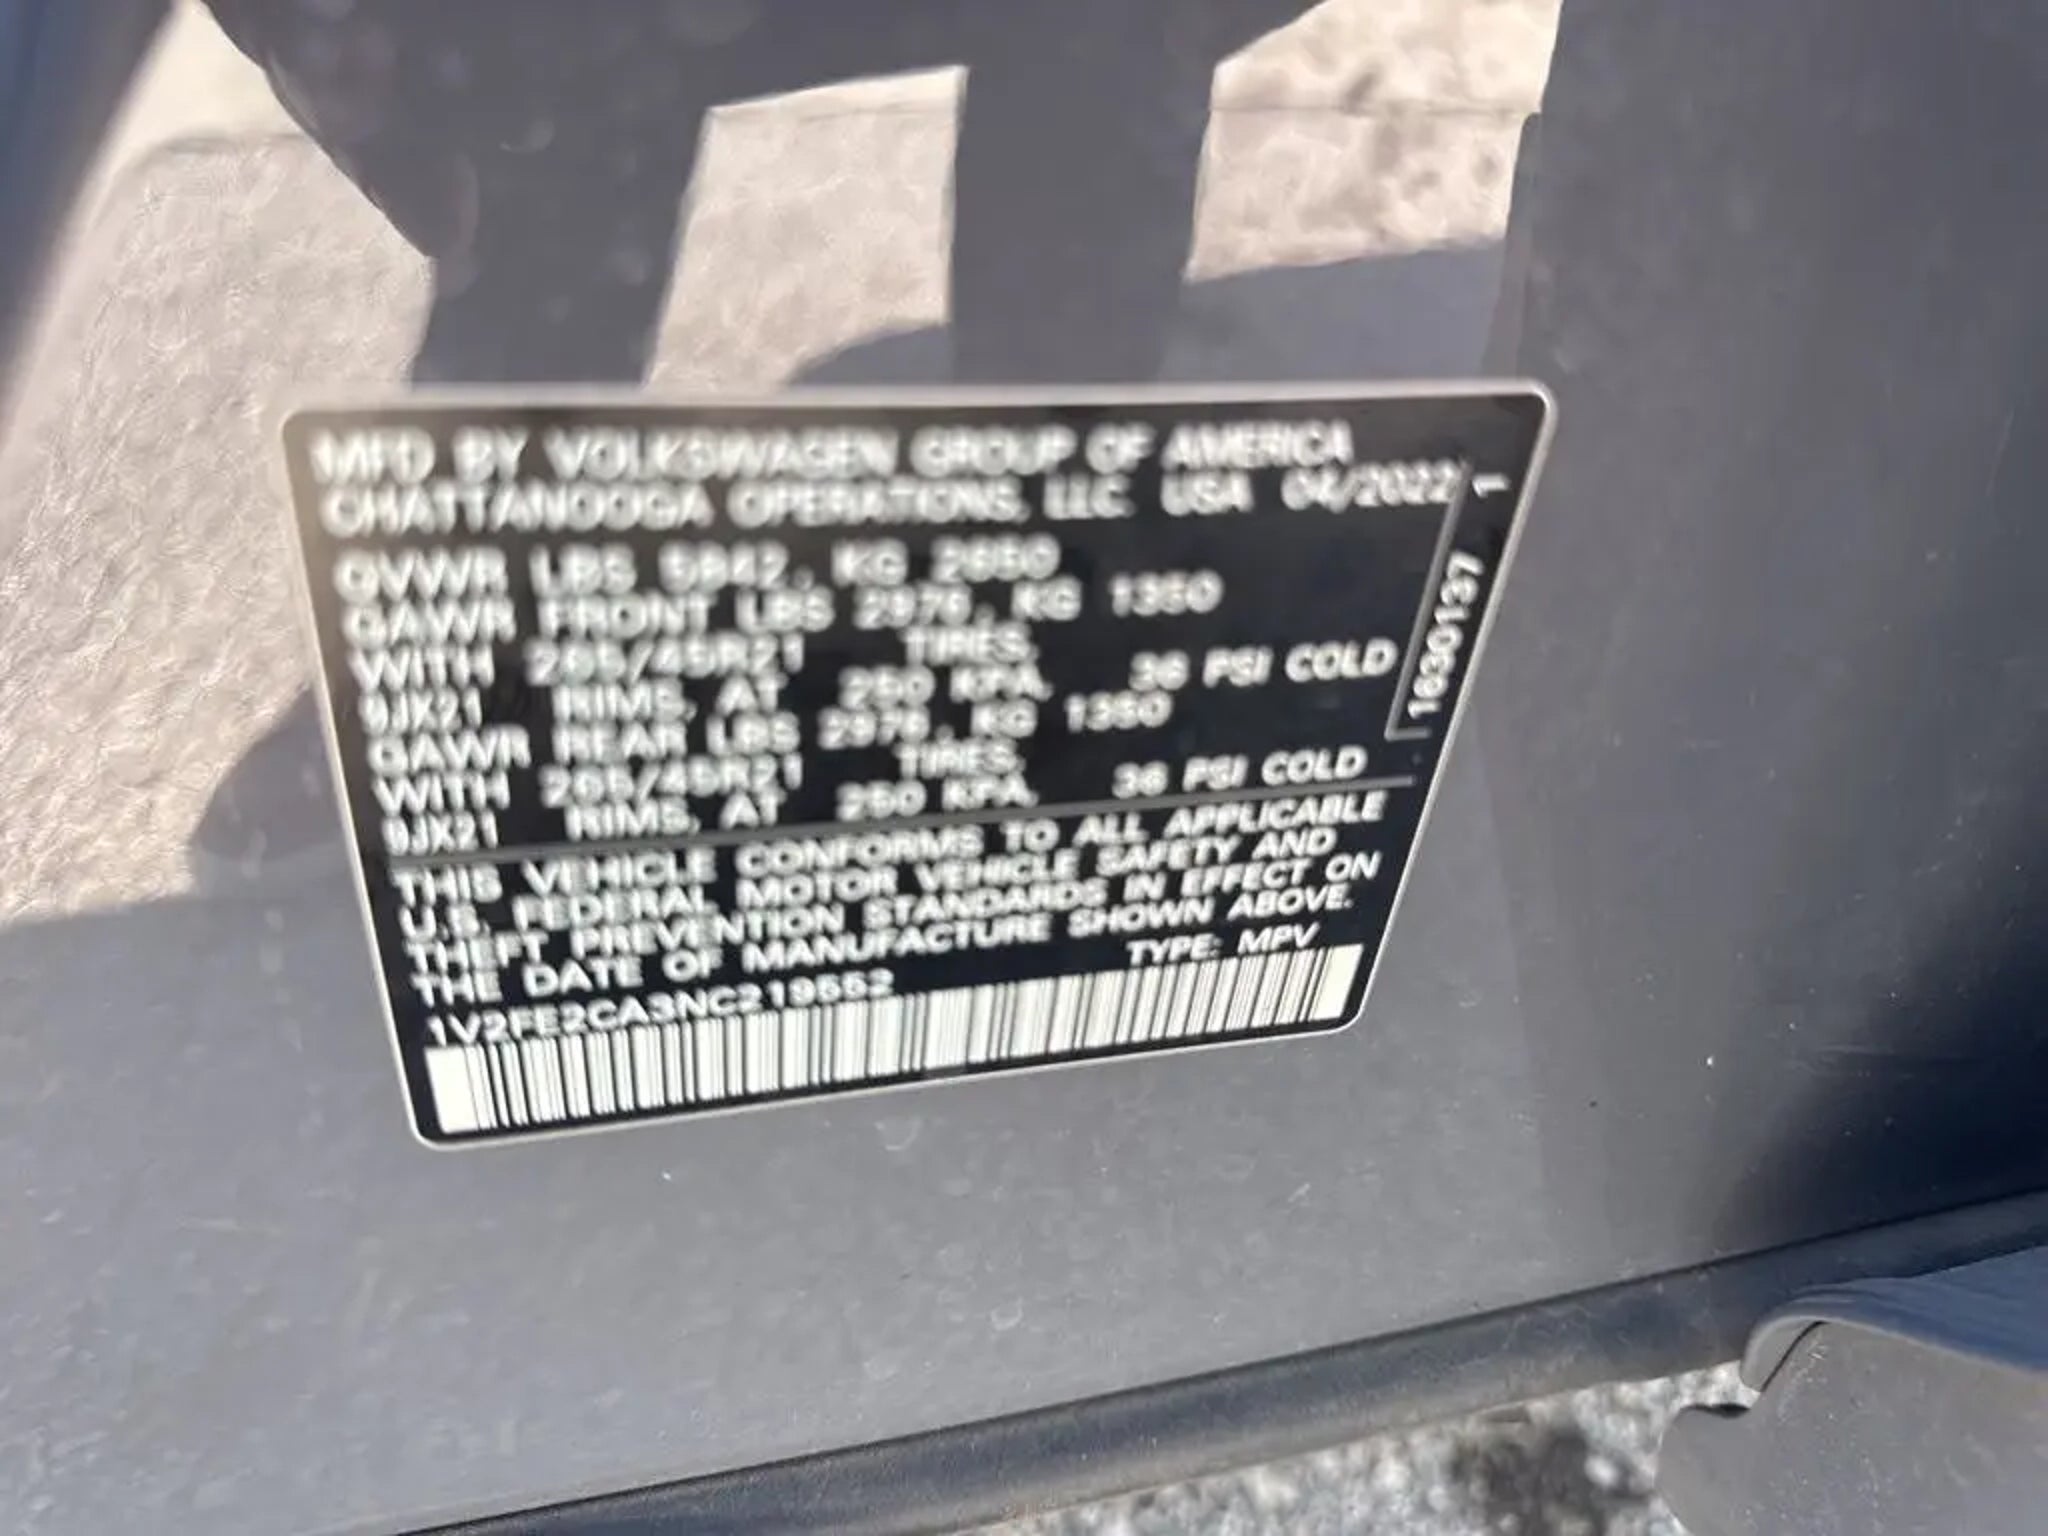 MFD BY VOLKSWAGEN GROUP OF AMERICA
CHATTANOOGA OPERATIONS, LLC USA 04/2022
GVWR LBS 5842, KG 2650
GAWR FRONT LBS 2976, KG 1350
WITH 265/45R21 TIRES,
9JX21 RIMS, AT 250 KPA, 36 PSI COLD
GAWR REAR LBS 2976, KG 1350
WITH 265/45R21 TIRES,
9JX21 RIMS, AT 250 KPA, 36 PSI COLD
THIS VEHICLE CONFORMS TO ALL APPLICABLE
U.S. FEDERAL MOTOR VEHICLE SAFETY AND
THEFT PREVENTION STANDARDS IN EFFECT ON
THE DATE OF MANUFACTURE SHOWN ABOVE.
TYPE: MPV
1V2FE2CA3NC219552
1630137
1